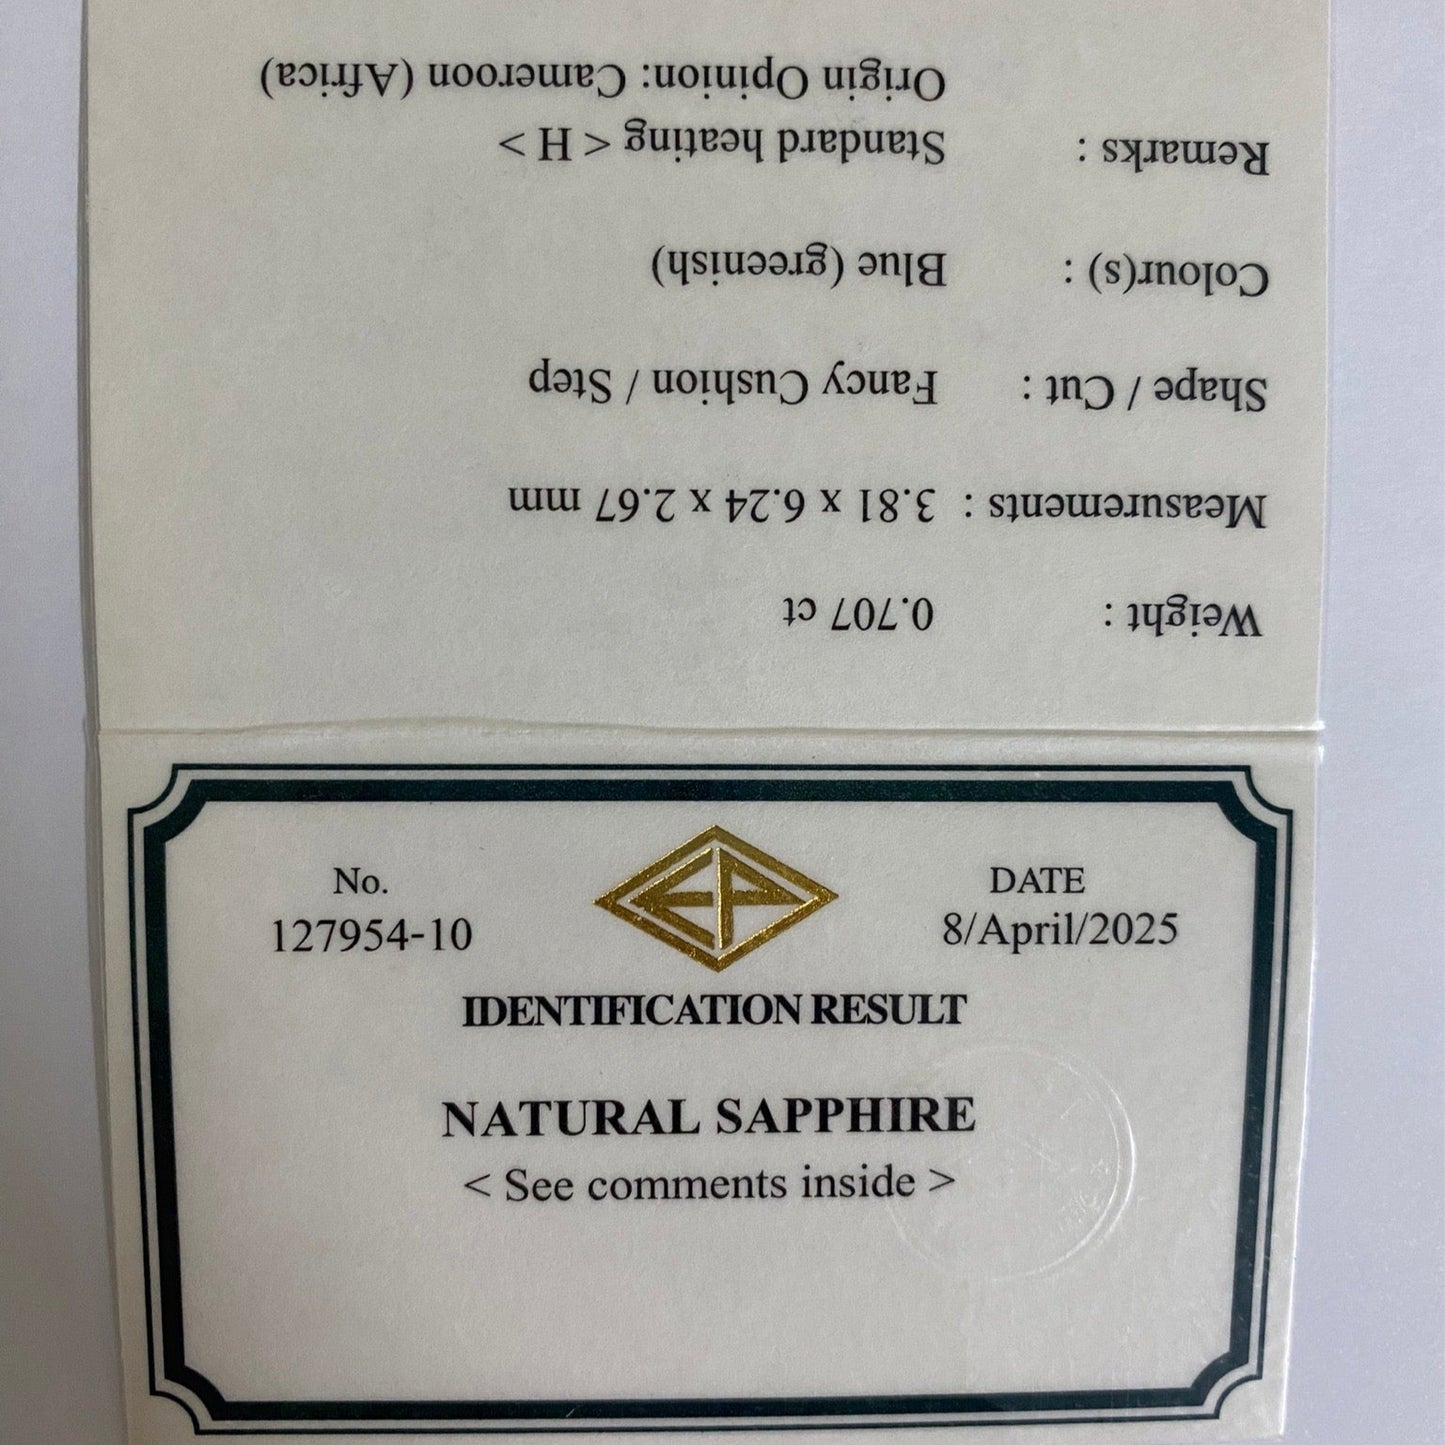 No.
127954-10
EP
DATE
8/April/2025
IDENTIFICATION RESULT
NATURAL SAPPHIRE
< See comments inside >
Weight : 0.707 ct
Measurements : 3.81 x 6.24 x 2.67 mm
Shape / Cut : Fancy Cushion / Step
Colour(s) : Blue (greenish)
Remarks : Standard heating < H >
Origin Opinion: Cameroon (Africa)